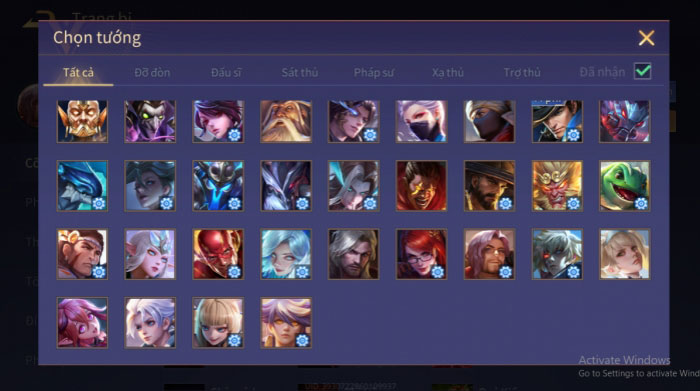 Trang bị
Chọn tướng
Tất cả
Đỡ đòn
Đấu sĩ
Sát thủ
Pháp sư
Xạ thủ
Trợ thủ
Đã nhận
Activate Windows
Go to Settings to activate Wind